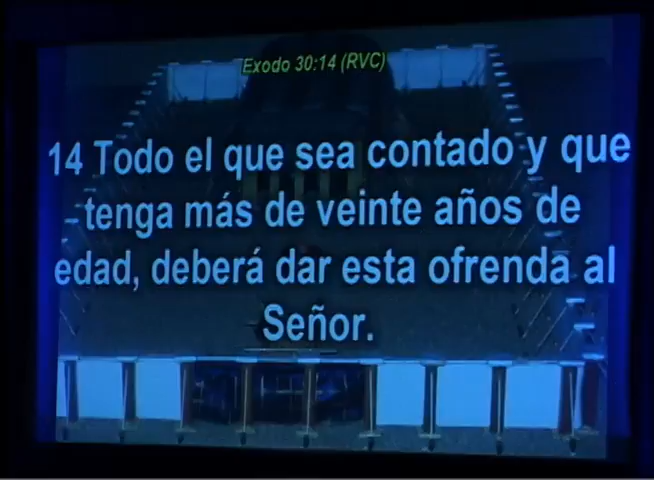 Exodo 30:14 (RVC)
14 Todo el que sea contado y que
tenga más de veinte años de
edad, deberá dar esta ofrenda al
Señor.